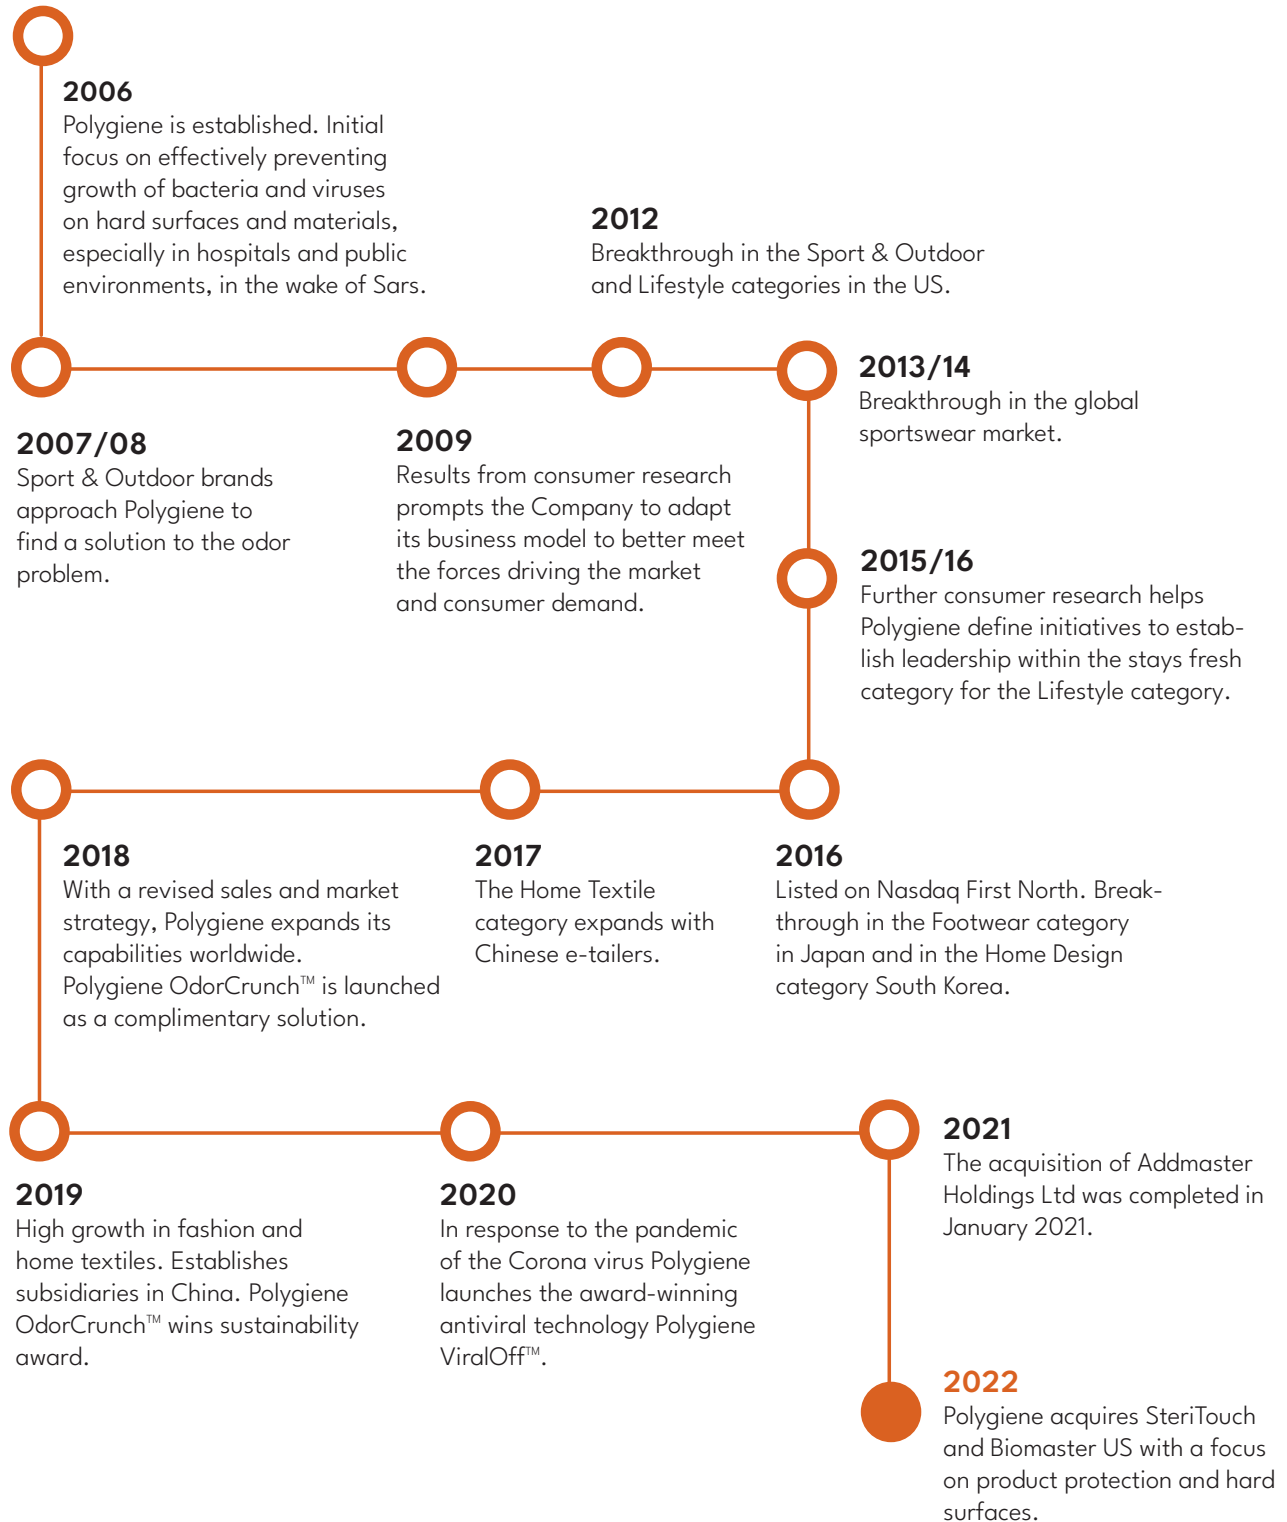 2006
Polygiene is established. Initial
focus on effectively preventing
growth of bacteria and viruses
on hard surfaces and materials,
especially in hospitals and public
environments, in the wake of Sars.
2007/08
Sport & Outdoor brands
approach Polygiene to
find a solution to the odor
problem.
2009
Results from consumer research
prompts the Company to adapt
its business model to better meet
the forces driving the market
and consumer demand.
2012
Breakthrough in the Sport & Outdoor
and Lifestyle categories in the US.
2013/14
Breakthrough in the global
sportswear market.
2015/16
Further consumer research helps
Polygiene define initiatives to estab-
lish leadership within the stays fresh
category for the Lifestyle category.
2016
Listed on Nasdaq First North. Break-
through in the Footwear category
in Japan and in the Home Design
category South Korea.
2017
The Home Textile
category expands with
Chinese e-tailers.
2018
With a revised sales and market
strategy, Polygiene expands its
capabilities worldwide.
Polygiene OdorCrunch™ is launched
as a complimentary solution.
2019
High growth in fashion and
home textiles. Establishes
subsidiaries in China. Polygiene
OdorCrunch™ wins sustainability
award.
2020
In response to the pandemic
of the Corona virus Polygiene
launches the award-winning
antiviral technology Polygiene
ViralOff™.
2021
The acquisition of Addmaster
Holdings Ltd was completed in
January 2021.
2022
Polygiene acquires SteriTouch
and Biomaster US with a focus
on product protection and hard
surfaces.